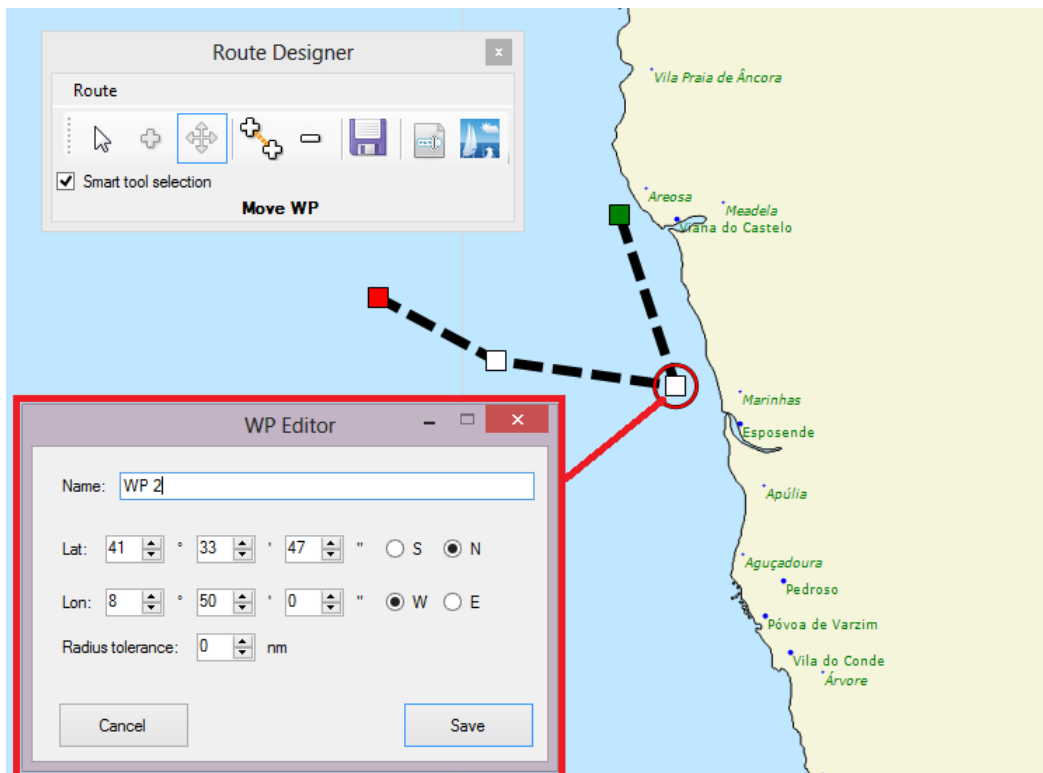 Route Designer
x
Route
Smart tool selection
Move WP
Vila Praia de Âncora
Areosa
Meadela
Viana do Castelo
Marinhas
Esposende
Apúlia
Aguçadoura
Pedroso
Póvoa de Varzim
Vila do Conde
Árvore
WP Editor
Name: WP 2
Lat: 41 ° 33 ' 47 " S N
Lon: 8 ° 50 ' 0 " W E
Radius tolerance: 0 nm
Cancel Save